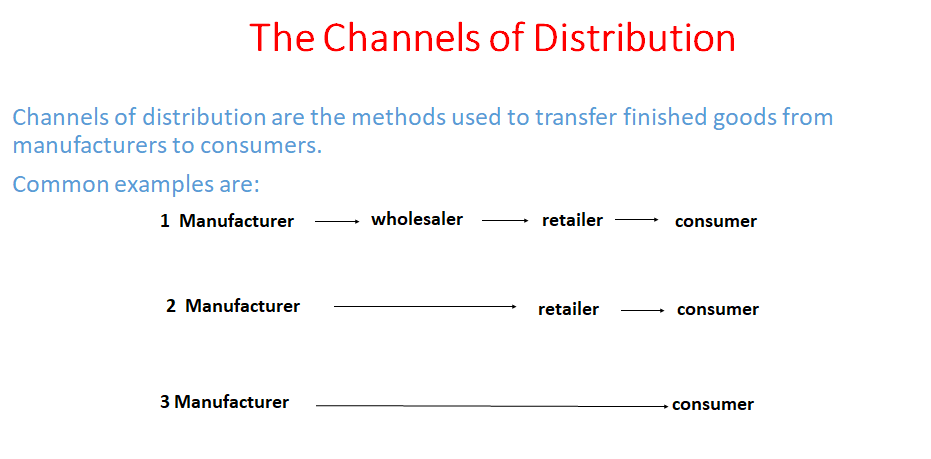 The Channels of Distribution
Channels of distribution are the methods used to transfer finished goods from
manufacturers to consumers.
Common examples are:
1 Manufacturer wholesaler retailer consumer
2 Manufacturer retailer consumer
3 Manufacturer consumer